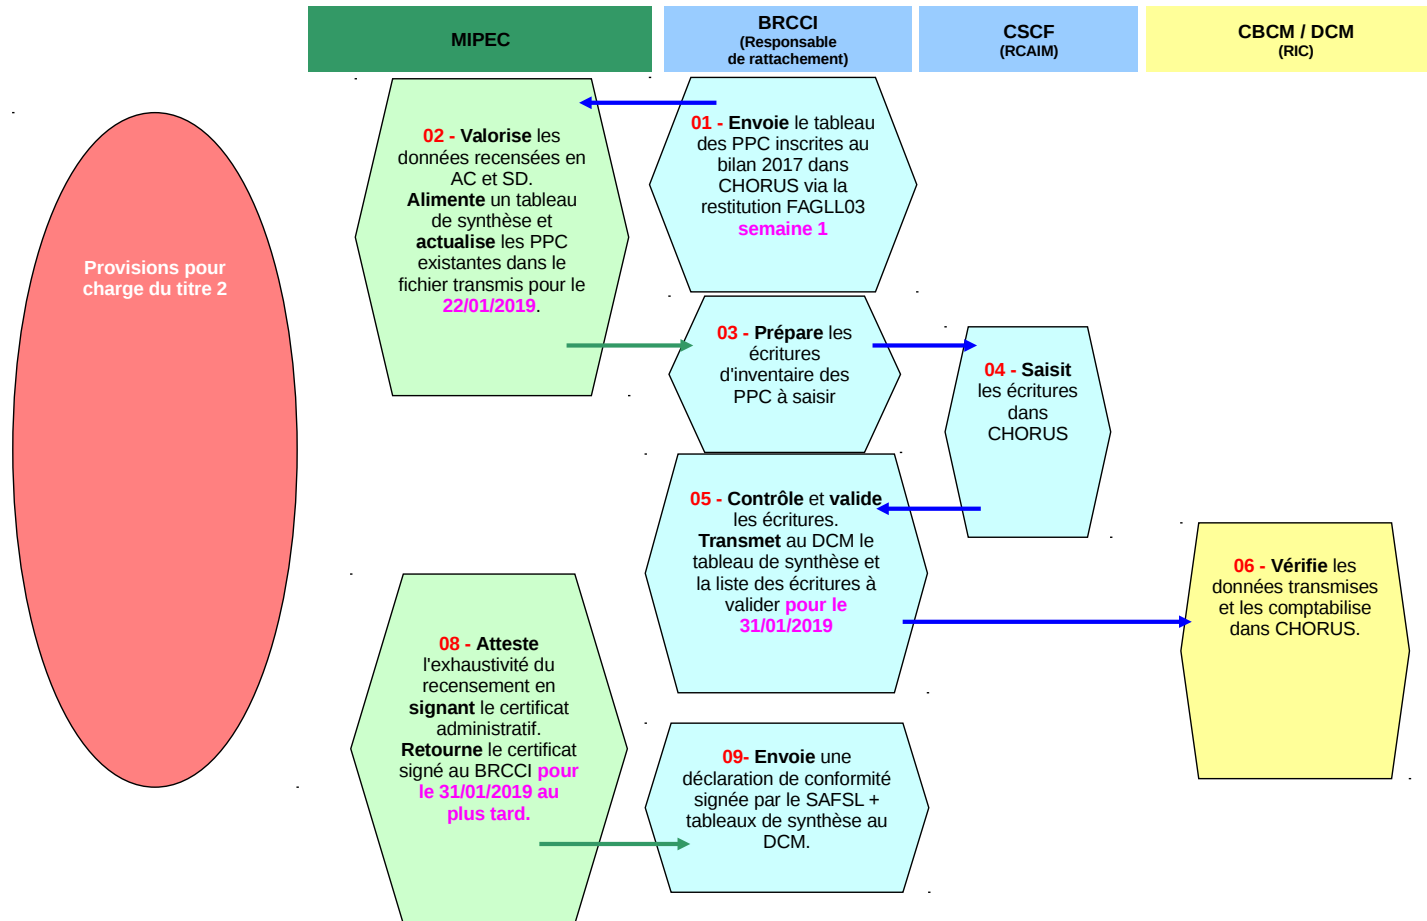 MIPEC
BRCCI
(Responsable
de rattachement)
CSCF
(RCAIM)
CBCM / DCM
(RIC)
Provisions pour
charge du titre 2
01 - Envoie le tableau
des PPC inscrites au
bilan 2017 dans
CHORUS via la
restitution FAGLL03
semaine 1
02 - Valorise les
données recensées en
AC et SD.
Alimente un tableau
de synthèse et
actualise les PPC
existantes dans le
fichier transmis pour le
22/01/2019.
03 - Prépare les
écritures
d'inventaire des
PPC à saisir
04 - Saisit
les écritures
dans
CHORUS
05 - Contrôle et valide
les écritures.
Transmet au DCM le
tableau de synthèse et
la liste des écritures à
valider pour le
31/01/2019
06 - Vérifie les
données transmises
et les comptabilise
dans CHORUS.
08 - Atteste
l'exhaustivité du
recensement en
signant le certificat
administratif.
Retourne le certificat
signé au BRCCI pour
le 31/01/2019 au
plus tard.
09- Envoie une
déclaration de conformité
signée par le SAFSL +
tableaux de synthèse au
DCM.